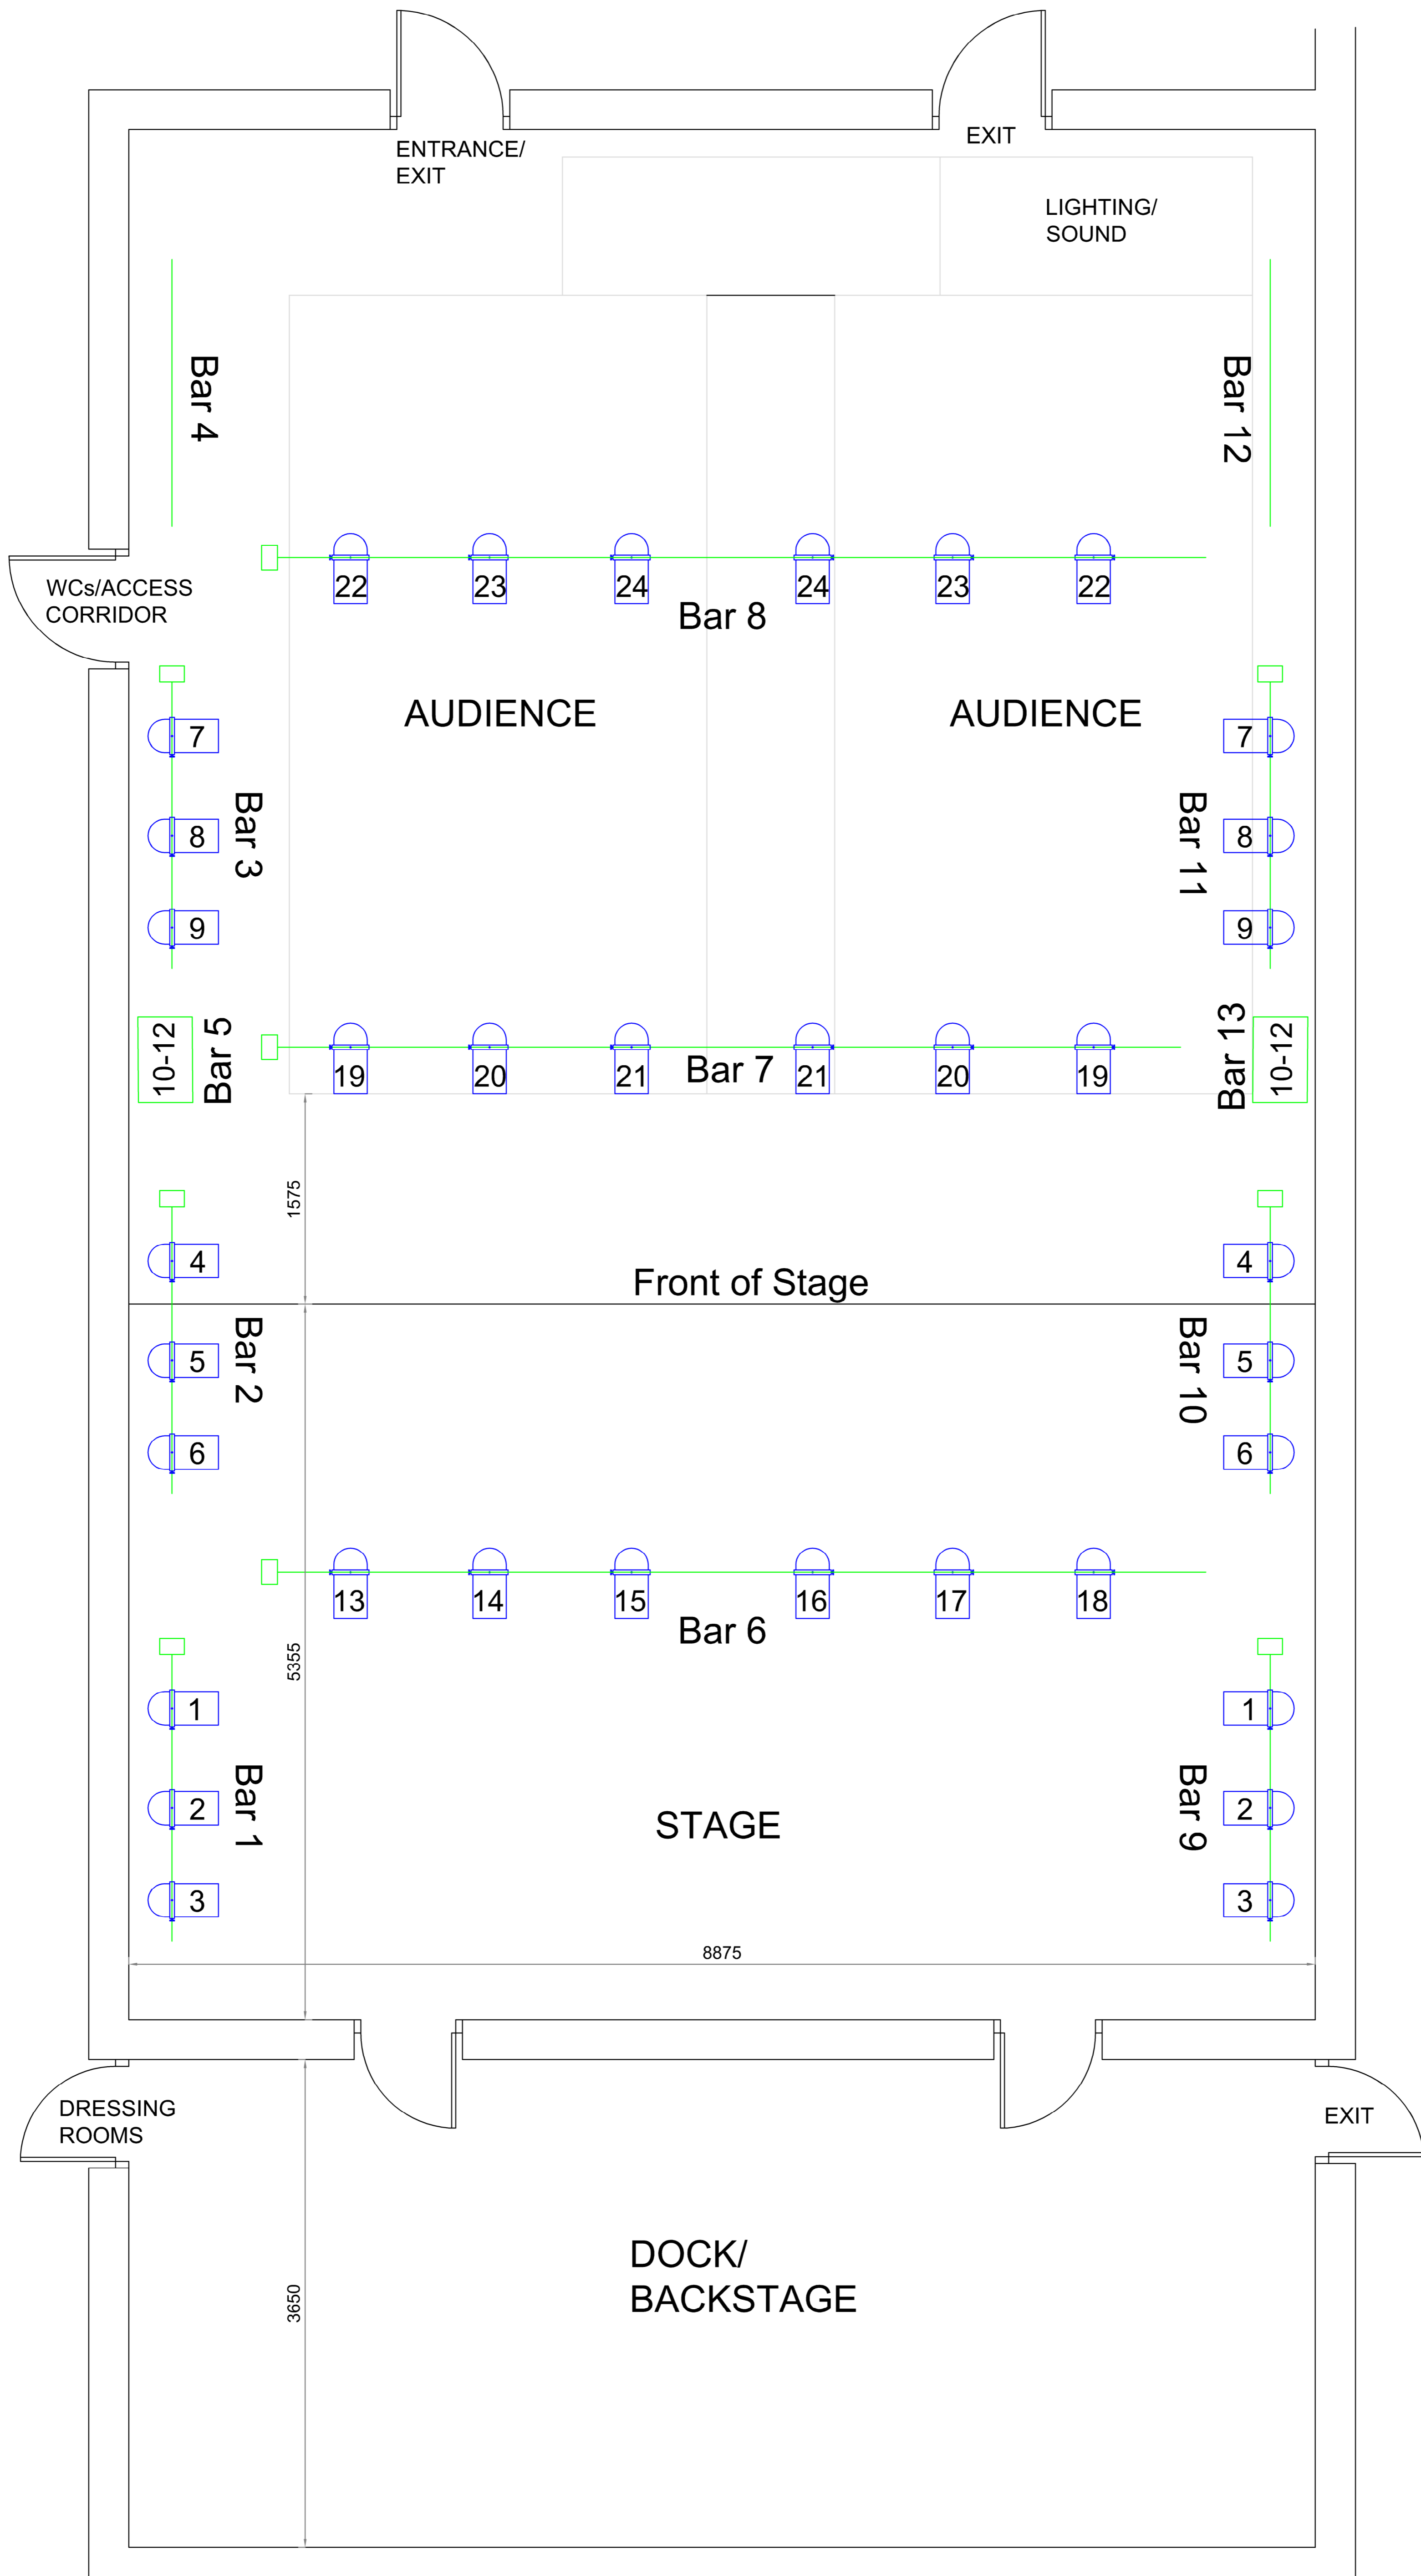 ENTRANCE/
EXIT
EXIT
LIGHTING/
SOUND
Bar 4
Bar 12
22
23
24
24
23
22
Bar 8
WCs/ACCESS
CORRIDOR
AUDIENCE
AUDIENCE
7
8
9
Bar 3
7
8
9
Bar 11
10-12
Bar 5
19
20
21
Bar 7
21
20
19
Bar 13
10-12
1575
4
4
Front of Stage
5
6
Bar 2
5
6
Bar 10
13
14
15
16
17
18
Bar 6
5355
1
2
3
Bar 1
STAGE
1
2
3
Bar 9
8875
DRESSING
ROOMS
EXIT
DOCK/
BACKSTAGE
3650